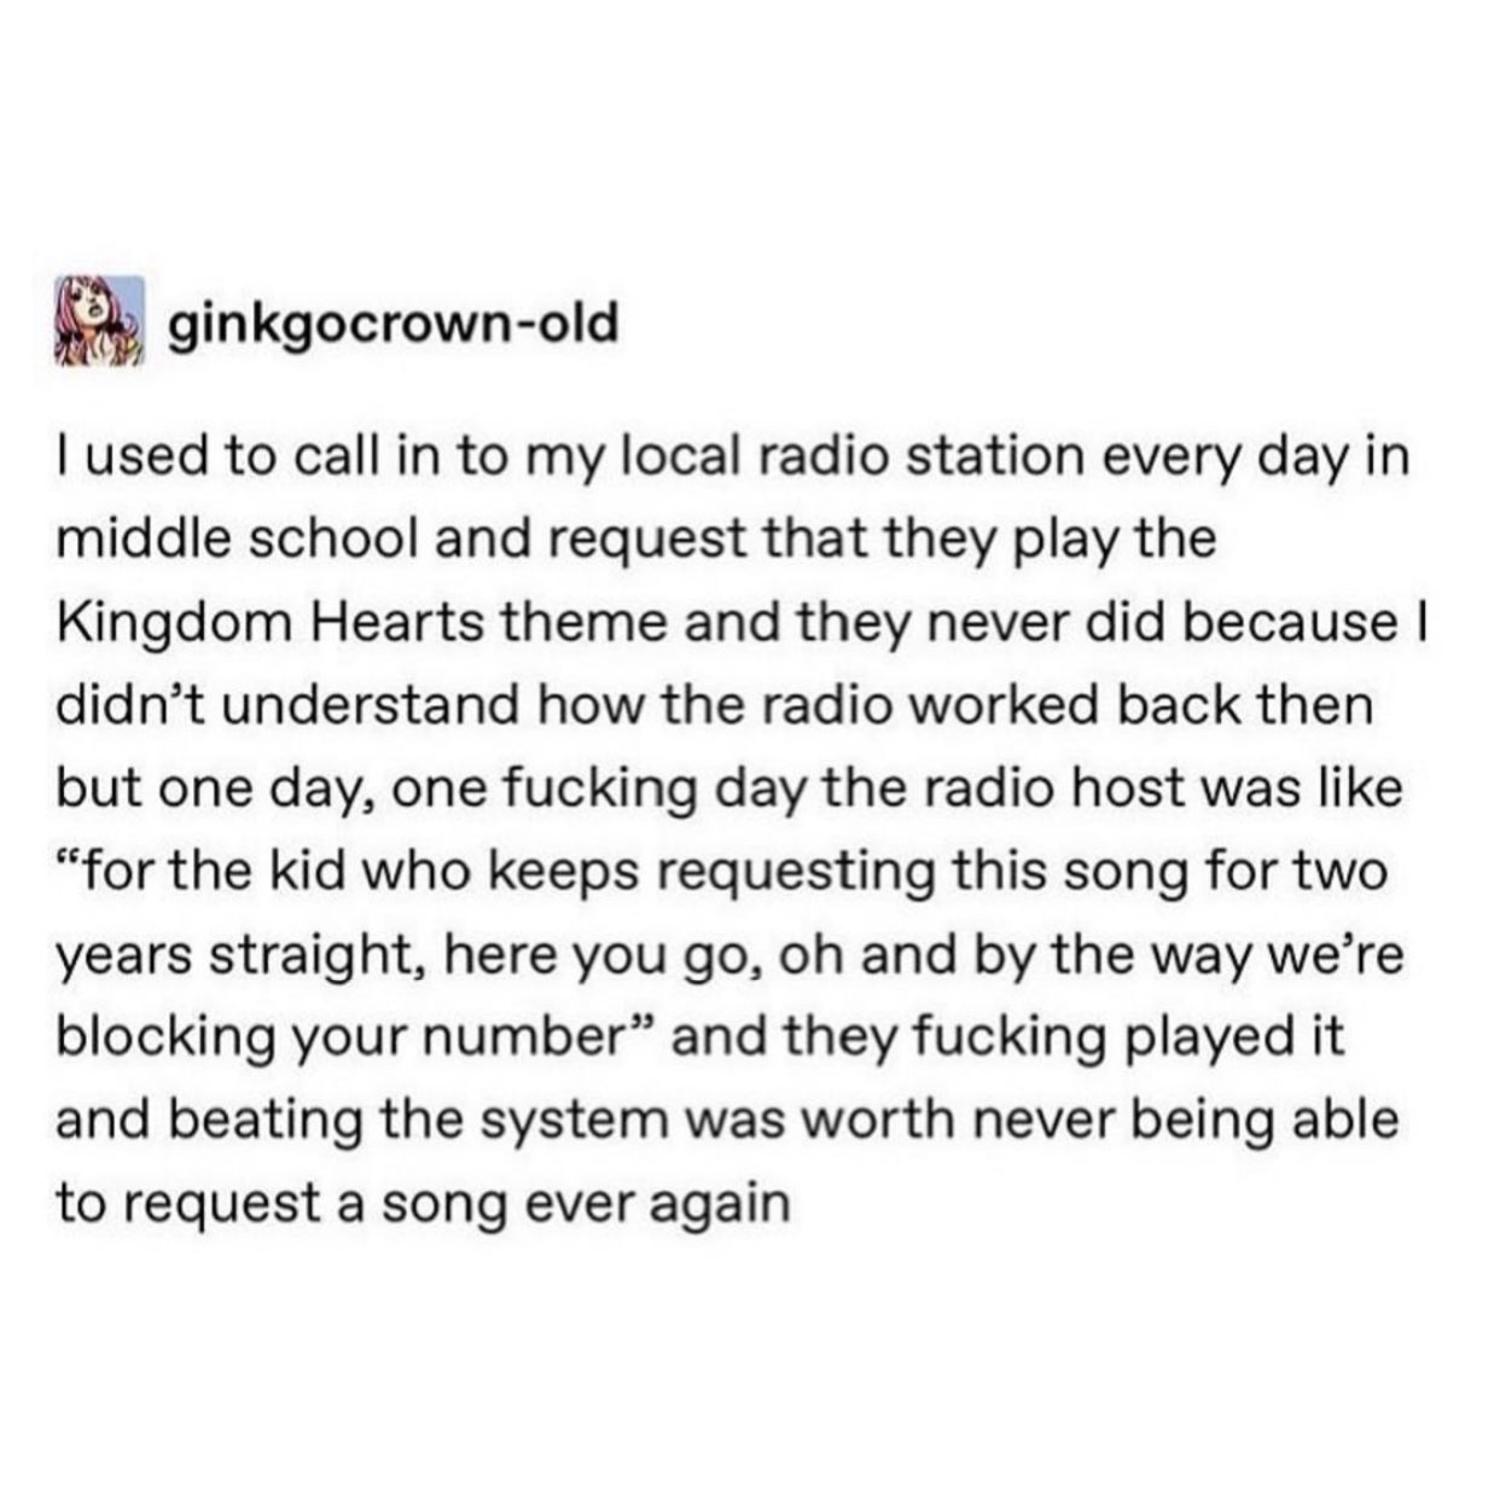 ginkgocrown-old
I used to call in to my local radio station every day in
middle school and request that they play the
Kingdom Hearts theme and they never did because I
didn’t understand how the radio worked back then
but one day, one fucking day the radio host was like
“for the kid who keeps requesting this song for two
years straight, here you go, oh and by the way we’re
blocking your number” and they fucking played it
and beating the system was worth never being able
to request a song ever again